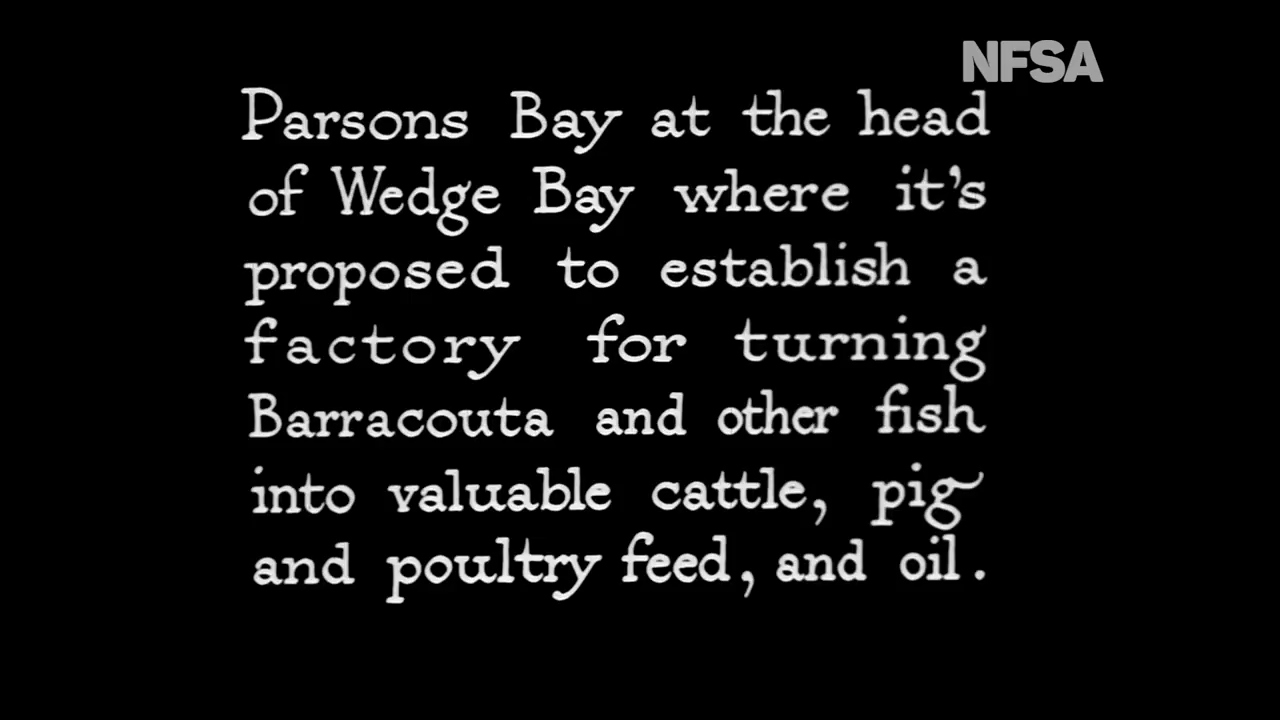 NFSA
Parsons Bay at the head
of Wedge Bay where it's
proposed to establish a
factory for turning
Barracouta and other fish
into valuable cattle, pig
and poultry feed, and oil.